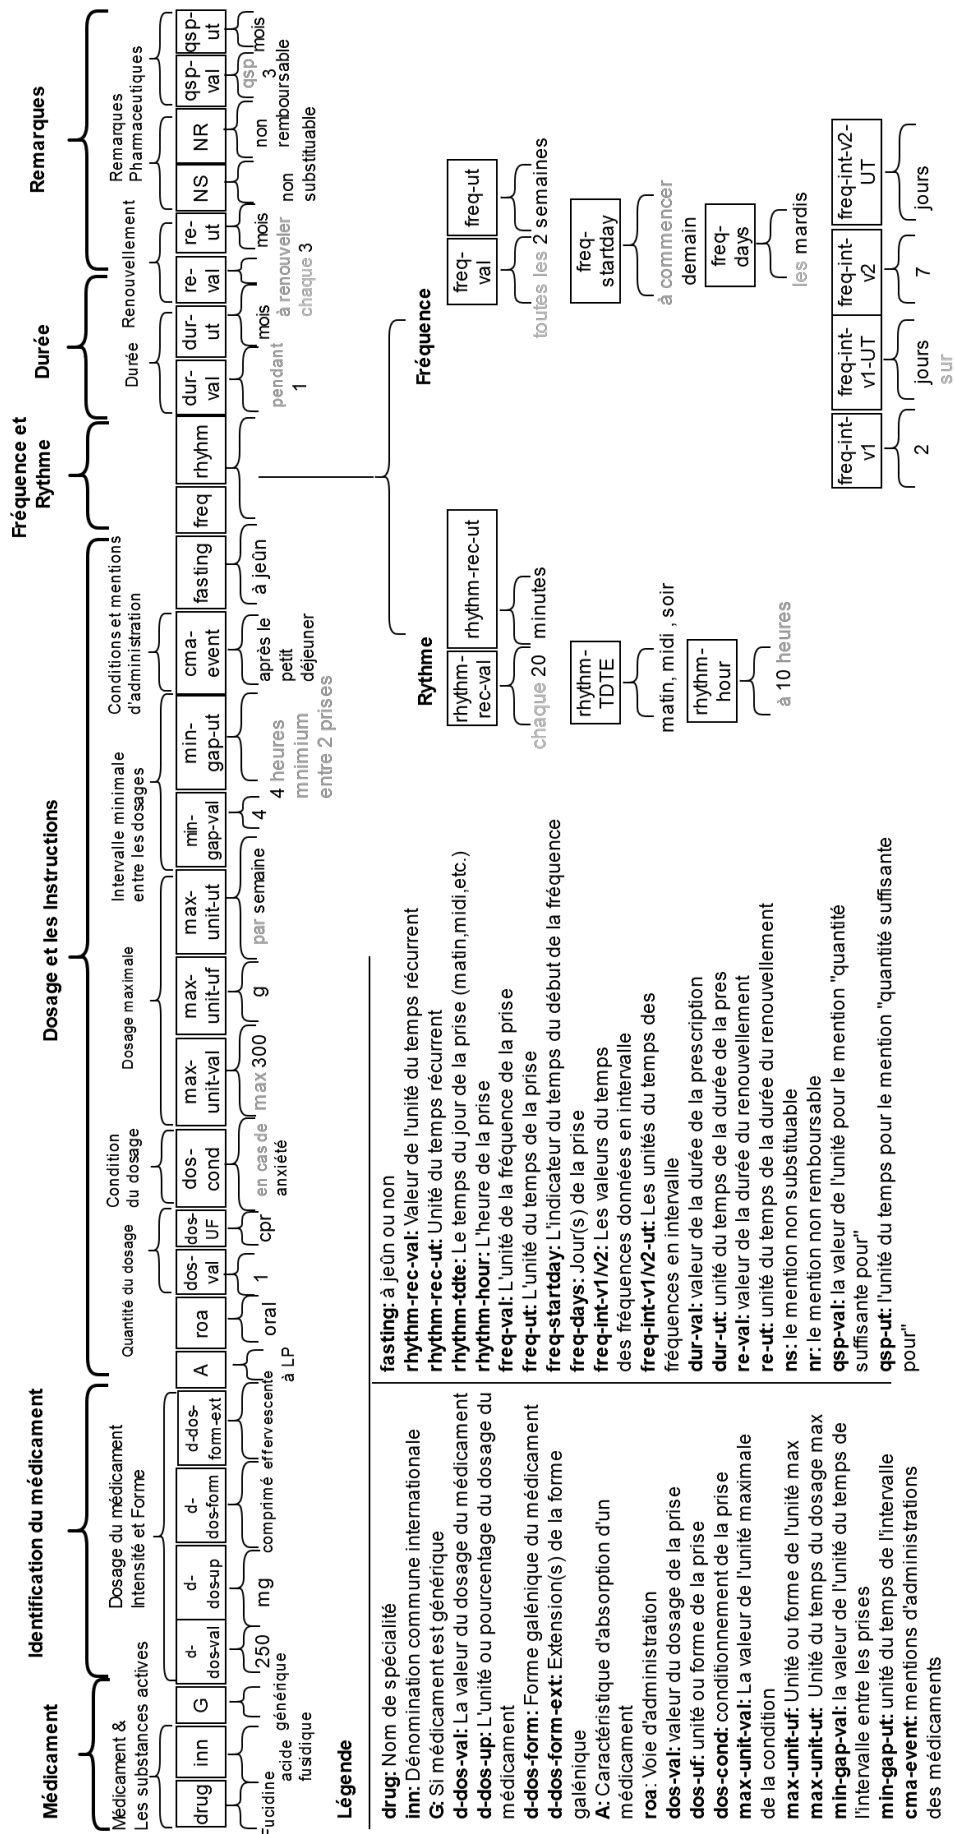 Médicament
Identification du médicament
Dosage et les Instructions
Fréquence et
Rythme
Durée
Remarques
Médicament &
Les substances actives
Dosage du médicament
Intensité et Forme
Quantité du dosage
Condition
du dosage
Dosage maximale
Intervalle minimale
entre les dosages
Conditions et mentions
d'administration
Durée
Renouvellement
Remarques
Pharmaceutiques
drug
inn
G
d-
dos-val
d-
dos-up
d-
dos-form
d-dos-
form-ext
A
roa
dos-
val
dos-
UF
dos-
cond
max-
unit-val
max-
unit-uf
max-
unit-ut
min-
gap-val
min-
gap-ut
cma-
event
fasting
freq
rhyhm
dur-
val
dur-
ut
re-
val
re-
ut
NS
NR
qsp-
val
qsp-
ut
Fucidine
acide
fusidique
générique
250
mg
comprimé
effervescente
à LP
oral
1
cpr
en cas de
anxiété
max 300
g
par semaine
4
4 heures
mnimium
entre 2 prises
après le
petit
déjeuner
à jeûn
pendant
1
mois
à renouveler
chaque 3
mois
non
substituable
non
remboursable
qsp
3
mois
Rythme
rhythm-
rec-val
rhythm-rec-ut
chaque 20
minutes
rhythm-
TDTE
matin, midi , soir
rhythm-
hour
à 10 heures
Fréquence
freq-
val
freq-ut
toutes les 2 semaines
freq-
startday
à commencer
demain
freq-
days
les mardis
freq-int-
v1
freq-int-
v1-UT
freq-int-
v2
freq-int-v2-
UT
2
jours
sur
7
jours
Légende
drug: Nom de spécialité
inn: Dénomination commune internationale
G: Si médicament est générique
d-dos-val: La valeur du dosage du médicament
d-dos-up: L'unité ou pourcentage du dosage du
médicament
d-dos-form: Forme galénique du médicament
d-dos-form-ext: Extension(s) de la forme
galénique
A: Caractéristique d'absorption d'un
médicament
roa: Voie d'administration
dos-val: valeur du dosage de la prise
dos-uf: unité ou forme de la prise
dos-cond: conditionnement de la prise
max-unit-val: La valeur de l'unité maximale
de la condition
max-unit-uf: Unité ou forme de l'unité max
max-unit-ut: Unité du temps du dosage max
min-gap-val: la valeur de l'unité du temps de
l'intervalle entre les prises
min-gap-ut: unité du temps de l'intervalle
cma-event: mentions d'administrations
des médicaments
fasting: à jeûn ou non
rhythm-rec-val: Valeur de l'unité du temps récurrent
rhythm-rec-ut: Unité du temps récurrent
rhythm-tdte: Le temps du jour de la prise (matin,midi,etc.)
rhythm-hour: L'heure de la prise
freq-val: L'unité de la fréquence de la prise
freq-ut: L'unité du temps de la prise
freq-startday: L'indicateur du temps du début de la fréquence
freq-days: Jour(s) de la prise
freq-int-v1/v2: Les valeurs du temps
des fréquences données en intervalle
freq-int-v1/v2-ut: Les unités du temps des
fréquences en intervalle
dur-val: valeur de la durée de la prescription
dur-ut: unité du temps de la durée de la pres
re-val: valeur de la durée du renouvellement
re-ut: unité du temps de la durée du renouvellement
ns: le mention non substituable
nr: le mention non remboursable
qsp-val: la valeur de l'unité pour le mention "quantité
suffisante pour"
qsp-ut: l'unité du temps pour le mention "quantité suffisante
pour"